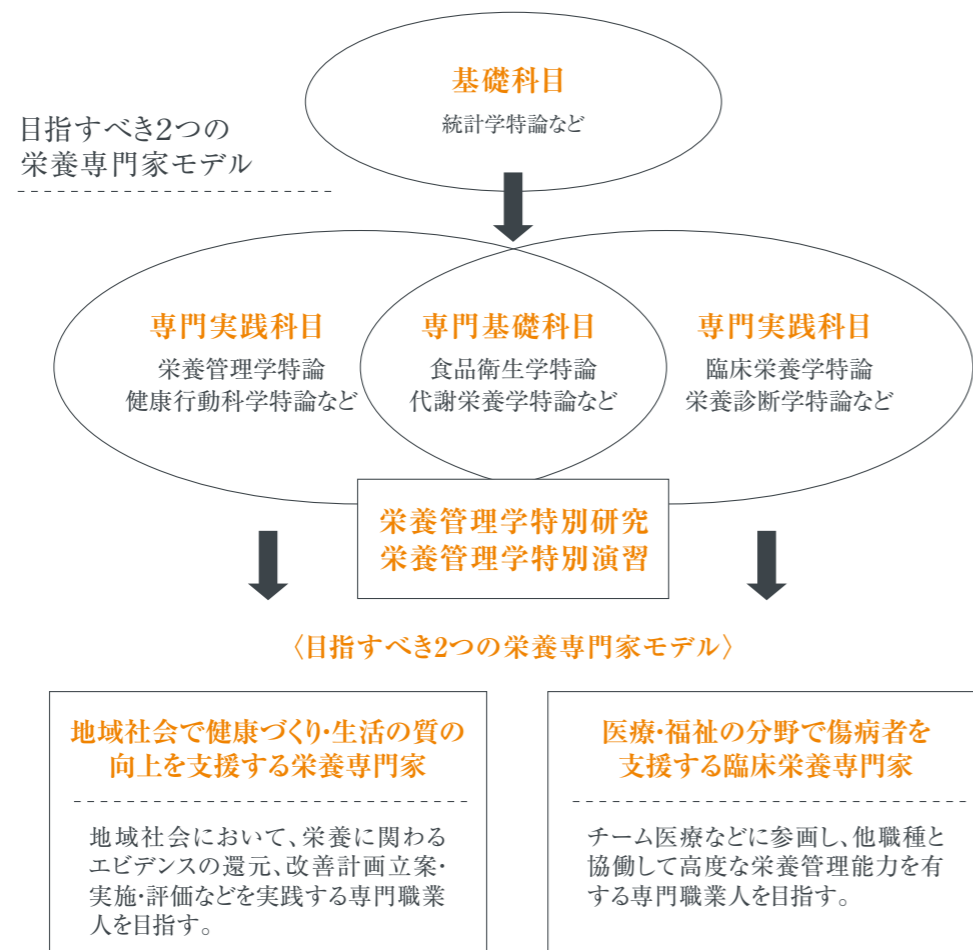 基礎科目
統計学特論など
目指すべき2つの
栄養専門家モデル
専門実践科目
栄養管理学特論
健康行動科学特論など
専門基礎科目
食品衛生学特論
代謝栄養学特論など
専門実践科目
臨床栄養学特論
栄養診断学特論など
栄養管理学特別研究
栄養管理学特別演習
〈目指すべき2つの栄養専門家モデル〉
地域社会で健康づくり・生活の質の
向上を支援する栄養専門家
地域社会において、栄養に関わる
エビデンスの還元、改善計画立案・
実施・評価などを実践する専門職業
人を目指す。
医療・福祉の分野で傷病者を
支援する臨床栄養専門家
チーム医療などに参画し、他職種と
協働して高度な栄養管理能力を有
する専門職業人を目指す。